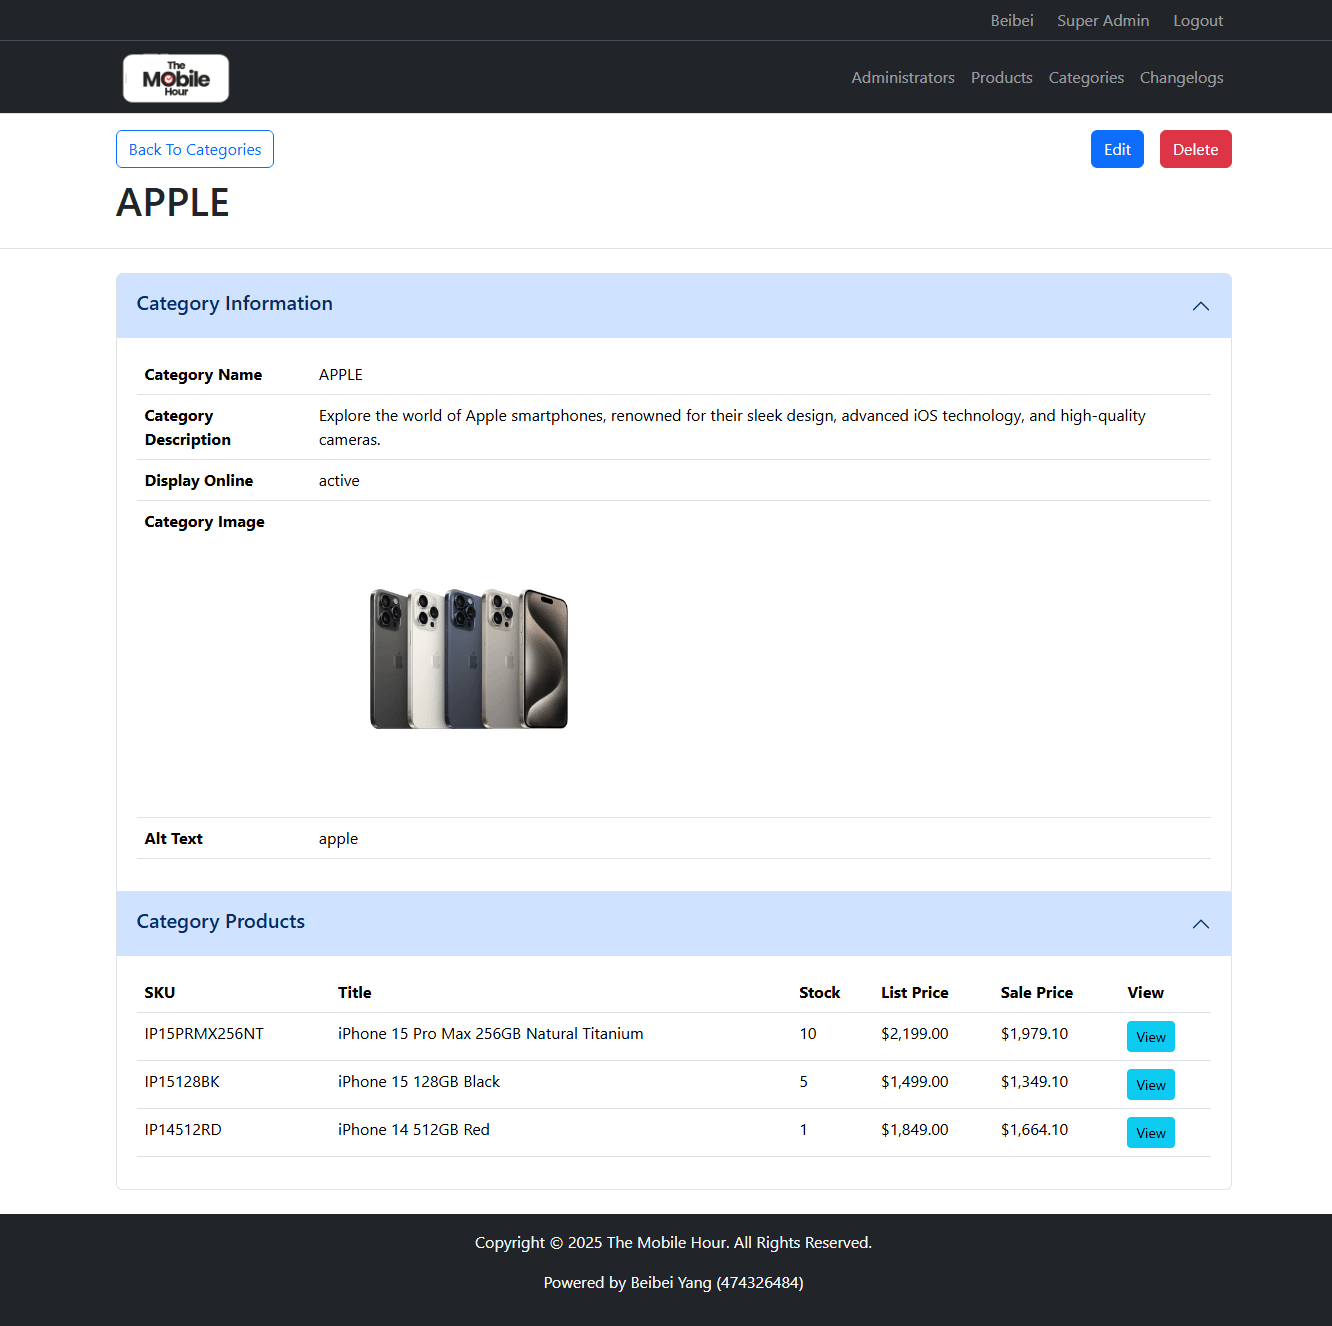 Beibei Super Admin Logout
The
Mobile
Hour
Administrators Products Categories Changelogs
Back To Categories Edit Delete
APPLE
Category Information
Category Name APPLE
Category Description Explore the world of Apple smartphones, renowned for their sleek design, advanced iOS technology, and high-quality
cameras.
Display Online active
Category Image
Alt Text apple
Category Products
SKU Title Stock List Price Sale Price View
IP15PRMX256NT iPhone 15 Pro Max 256GB Natural Titanium 10 $2,199.00 $1,979.10 View
IP15128BK iPhone 15 128GB Black 5 $1,499.00 $1,349.10 View
IP14512RD iPhone 14 512GB Red 1 $1,849.00 $1,664.10 View
Copyright © 2025 The Mobile Hour. All Rights Reserved.
Powered by Beibei Yang (474326484)